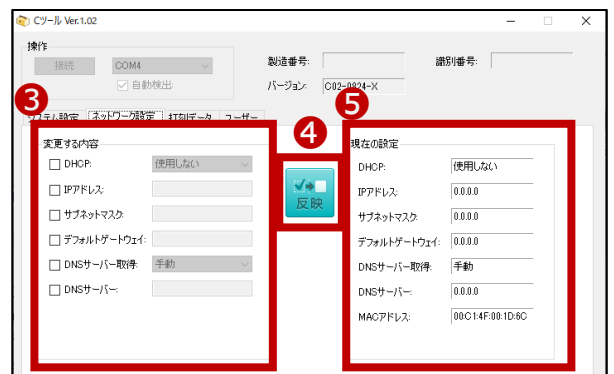 Cツール Ver.1.02
操作
接続 COM4
自動検出
製造番号: 識別番号:
バージョン: C02-0824-X
3 4 5
システム設定 ネットワーク設定 打刻データ ユーザー
変更する内容
DHCP: 使用しない
IPアドレス:
サブネットマスク:
デフォルトゲートウェイ:
DNSサーバー取得: 手動
DNSサーバー:
反映
現在の設定
DHCP: 使用しない
IPアドレス: 0.0.0.0
サブネットマスク: 0.0.0.0
デフォルトゲートウェイ: 0.0.0.0
DNSサーバー取得: 手動
DNSサーバー: 0.0.0.0
MACアドレス: 00:C1:4F:00:1D:6C